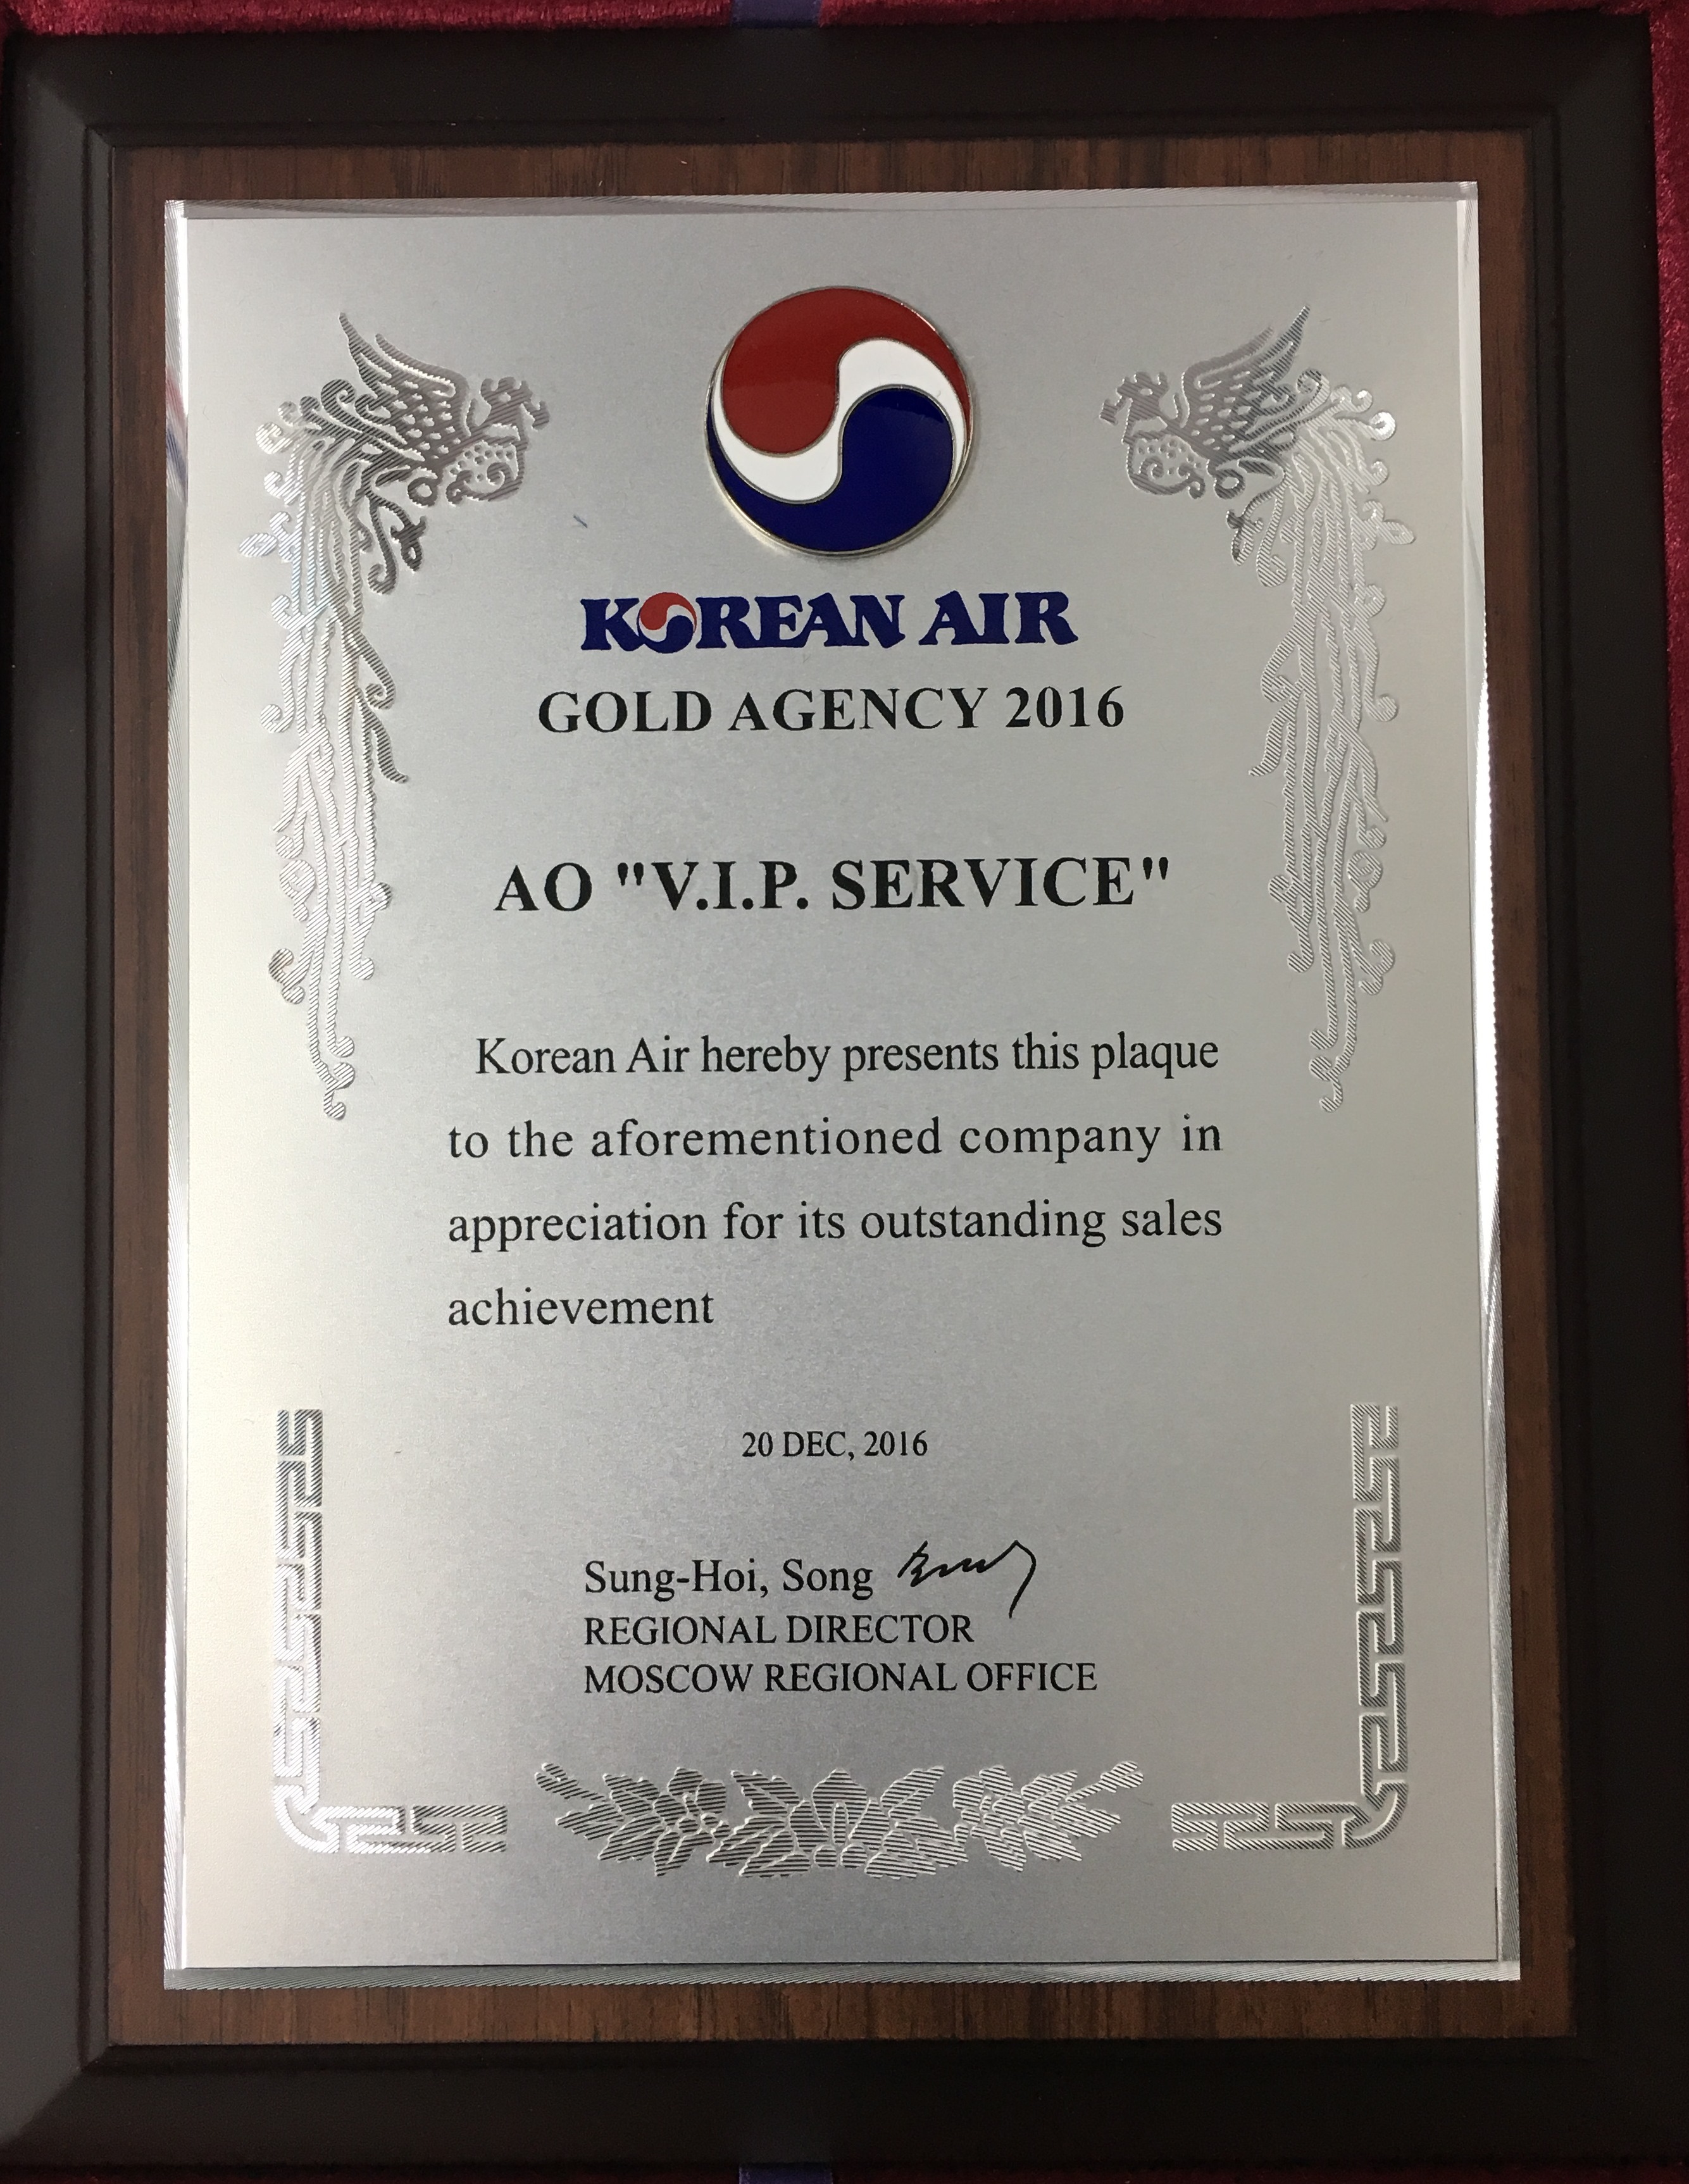 KOREAN AIR
GOLD AGENCY 2016
AO "V.I.P. SERVICE"
Korean Air hereby presents this plaque
to the aforementioned company in
appreciation for its outstanding sales
achievement
20 DEC, 2016
Sung-Hoi, Song
REGIONAL DIRECTOR
MOSCOW REGIONAL OFFICE